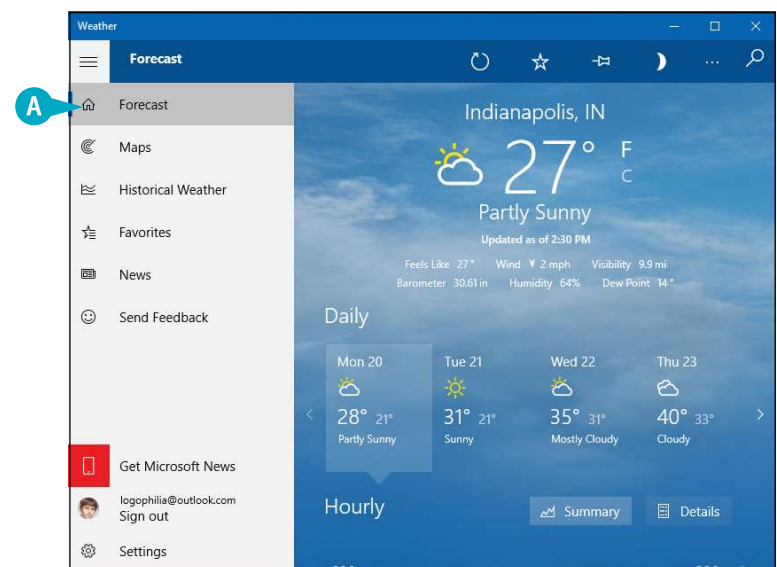 Weather
Forecast
A
Forecast
Maps
Historical Weather
Favorites
News
Send Feedback
Get Microsoft News
logophilia@outlook.com
Sign out
Settings
Indianapolis, IN
27° F
C
Partly Sunny
Updated as of 2:30 PM
Feels Like 27° Wind 2 mph Visibility 9.9 mi
Barometer 30.61 in Humidity 64% Dew Point 14°
Daily
Mon 20 Tue 21 Wed 22 Thu 23
28° 21° 31° 21° 35° 31° 40° 33°
Partly Sunny Sunny Mostly Cloudy Cloudy
Hourly Summary Details